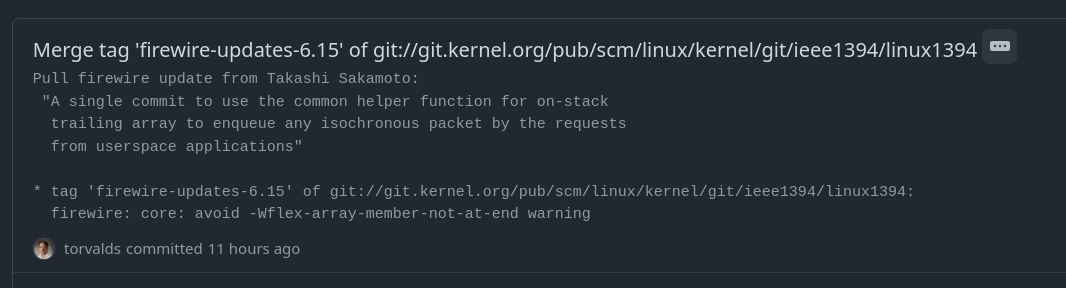 Merge tag 'firewire-updates-6.15' of git://git.kernel.org/pub/scm/linux/kernel/git/ieee1394/linux1394
Pull firewire update from Takashi Sakamoto:
"A single commit to use the common helper function for on-stack
trailing array to enqueue any isochronous packet by the requests
from userspace applications"
* tag 'firewire-updates-6.15' of git://git.kernel.org/pub/scm/linux/kernel/git/ieee1394/linux1394:
firewire: core: avoid -Wflex-array-member-not-at-end warning
torvalds committed 11 hours ago